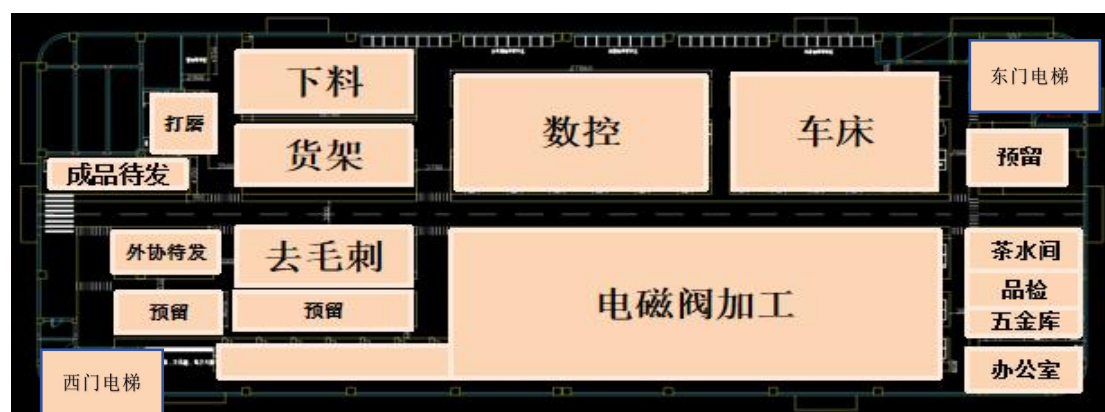 下料
东门电梯
打磨
数控
车床
货架
预留
成品待发
外协待发
去毛刺
茶水间
电磁阀加工
品检
预留
预留
五金库
办公室
西门电梯